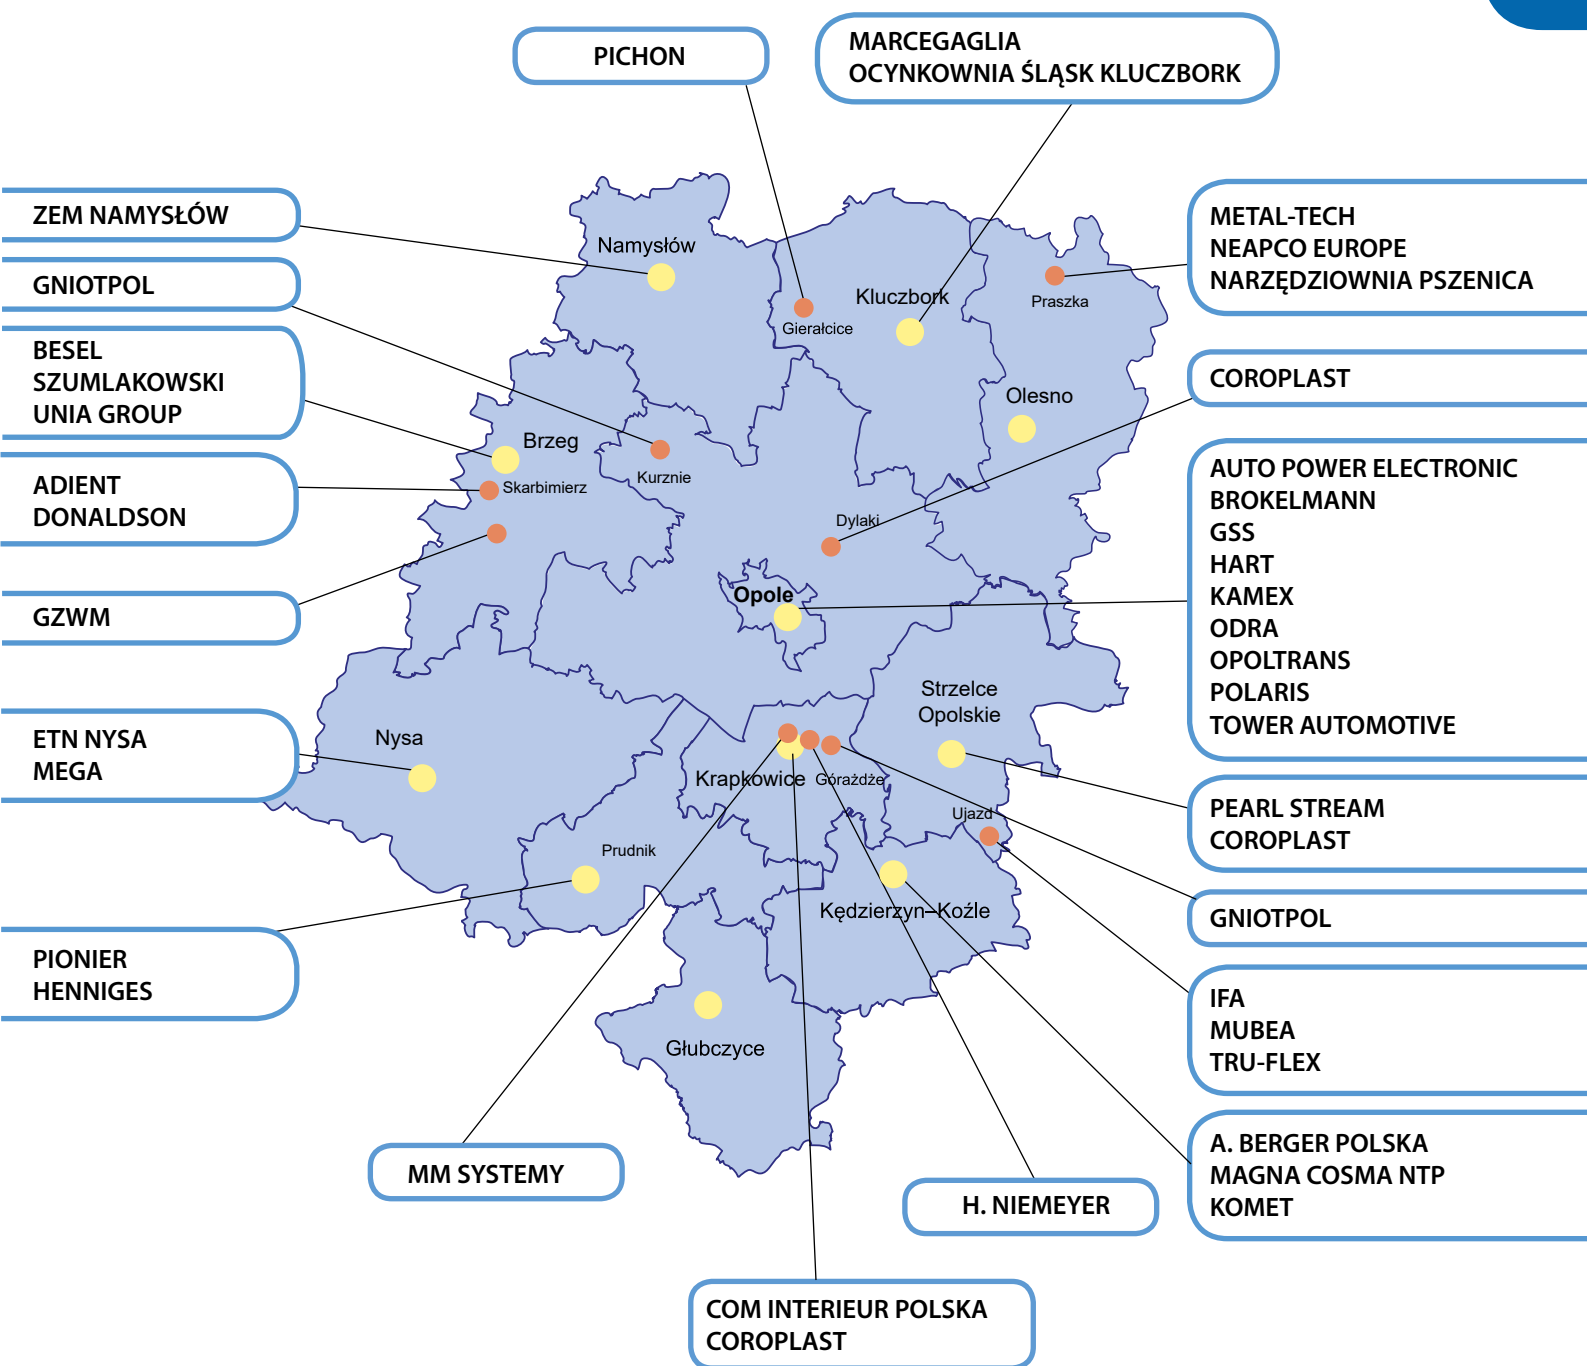 PICHON
MARCEGAGLIA
OCYNKOWNIA ŚLĄSK KLUCZBORK
ZEM NAMYSŁÓW
GNIOTPOL
BESEL
SZUMLAKOWSKI
UNIA GROUP
ADIENT
DONALDSON
GZWM
ETN NYSA
MEGA
PIONIER
HENNIGES
Namysłów
Kluczbork
Gierałcice
Praszka
Olesno
Brzeg
Skarbimierz
Kurznie
Dylaki
Opole
Strzelce
Opolskie
Nysa
Krapkowice
Górażdże
Ujazd
Prudnik
Kędzierzyn–Koźle
Głubczyce
METAL-TECH
NEAPCO EUROPE
NARZĘDZIOWNIA PSZENICA
COROPLAST
AUTO POWER ELECTRONIC
BROKELMANN
GSS
HART
KAMEX
ODRA
OPOLTRANS
POLARIS
TOWER AUTOMOTIVE
PEARL STREAM
COROPLAST
GNIOTPOL
IFA
MUBEA
TRU-FLEX
A. BERGER POLSKA
MAGNA COSMA NTP
KOMET
MM SYSTEMY
H. NIEMEYER
COM INTERIEUR POLSKA
COROPLAST